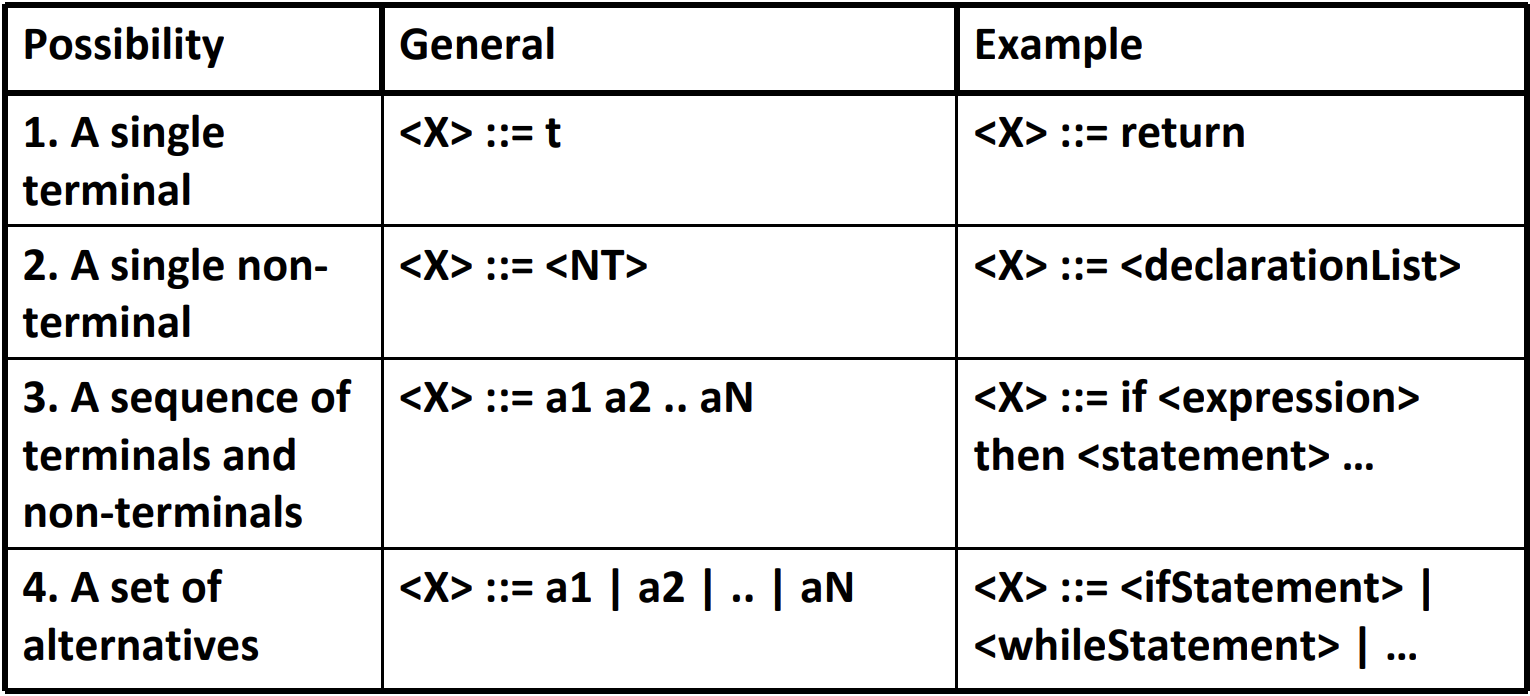 Possibility
General
Example
1. A single
terminal
<X> ::= t
<X> ::= return
2. A single non-
terminal
<X> ::= <NT>
<X> ::= <declarationList>
3. A sequence of
terminals and
non-terminals
<X> ::= a1 a2 .. aN
<X> ::= if <expression>
then <statement> ...
4. A set of
alternatives
<X> ::= a1 | a2 | .. | aN
<X> ::= <ifStatement> |
<whileStatement> | ...